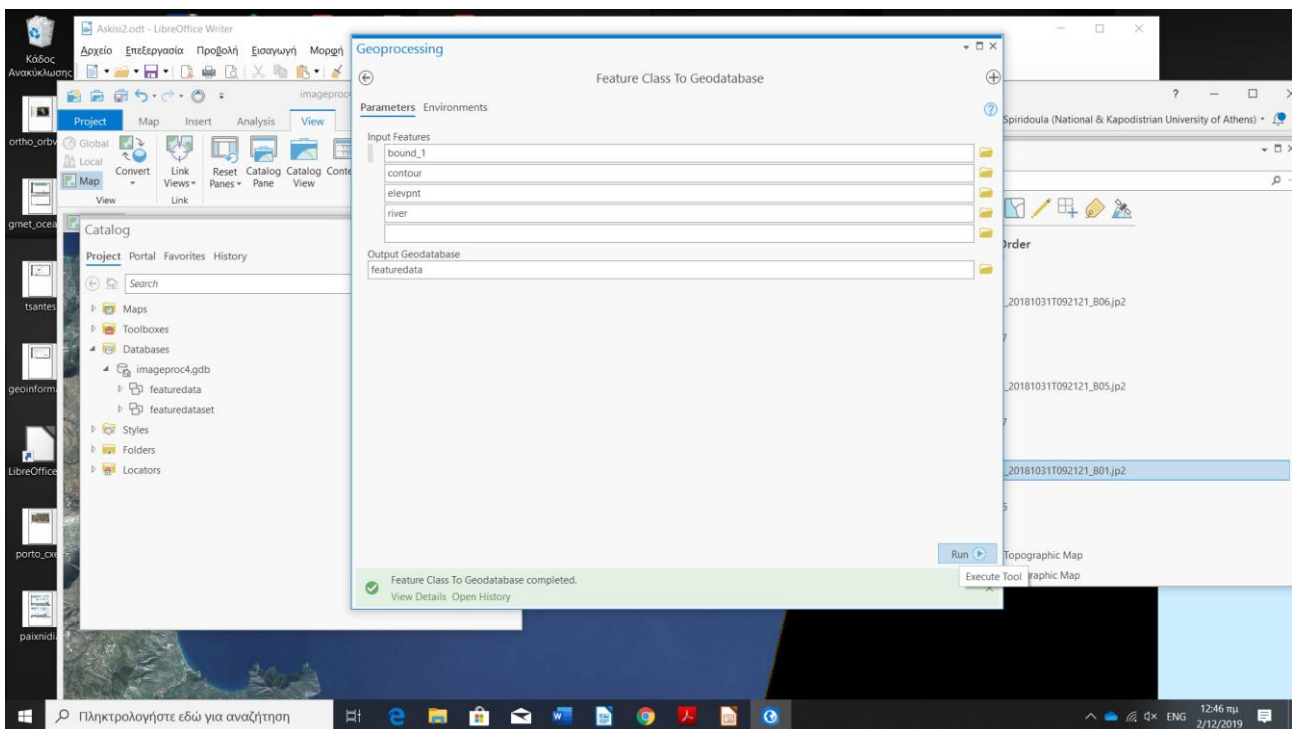 Κάδος
Ανακύκλωσης
ortho_orbv
grnet_ocea
tsantes
geoinform
LibreOffice
porto_cxe
paixnidi
Askisi2.odt - LibreOffice Writer
Αρχείο Επεξεργασία Προβολή Εισαγωγή Μορφή
imageproc
Project Map Insert Analysis View
Global
Local
Map
Convert
Link
Views
Reset
Panes
Catalog
Pane
Catalog
View
Conte
View
Link
Catalog
Project Portal Favorites History
Search
Maps
Toolboxes
Databases
imageproc4.gdb
featuredata
featuredataset
Styles
Folders
Locators
Geoprocessing
Feature Class To Geodatabase
Parameters Environments
Input Features
bound_1
contour
elevpnt
river
Output Geodatabase
featuredata
Run
Execute Tool
Feature Class To Geodatabase completed.
View Details Open History
Spiridoula (National & Kapodistrian University of Athens)
Order
_20181031T092121_B06.jp2
_20181031T092121_B05.jp2
_20181031T092121_B01.jp2
Topographic Map
raphic Map
Πληκτρολογήστε εδώ για αναζήτηση
ENG
12:46 πμ
2/12/2019